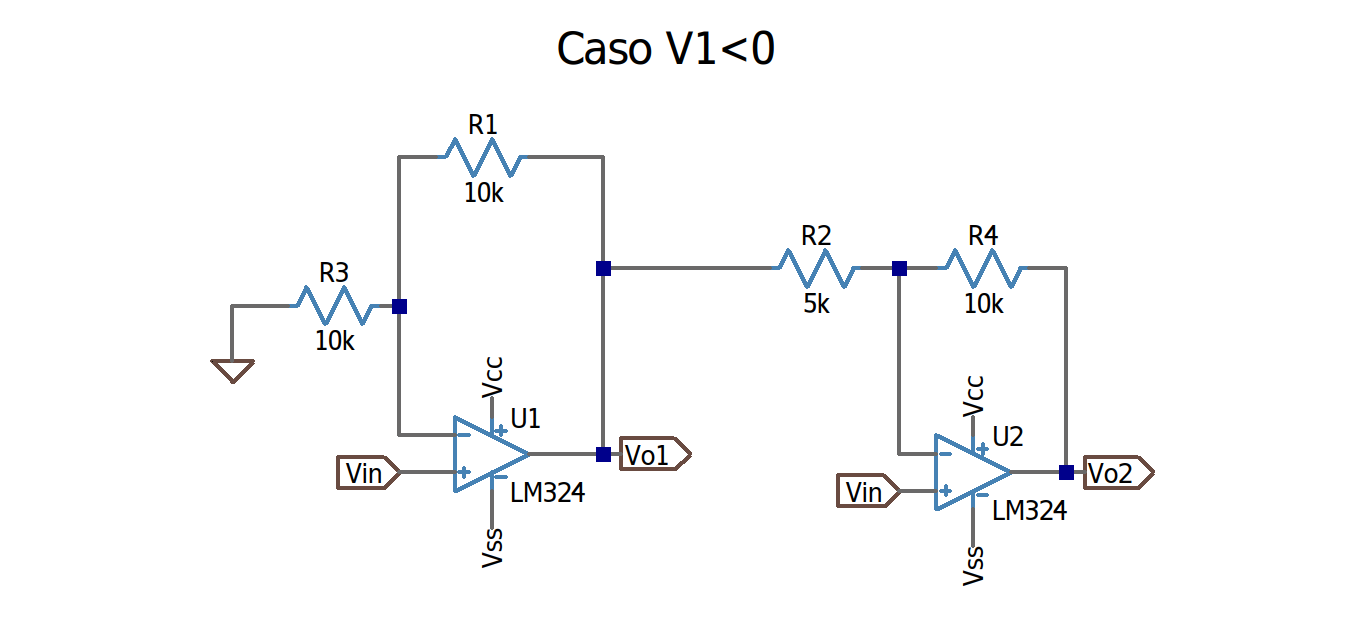 Caso V1<0
R1
10k
R2
5k
R4
10k
R3
10k
Vcc
U1
Vin
Vo1
LM324
Vss
Vcc
U2
Vin
Vo2
LM324
Vss